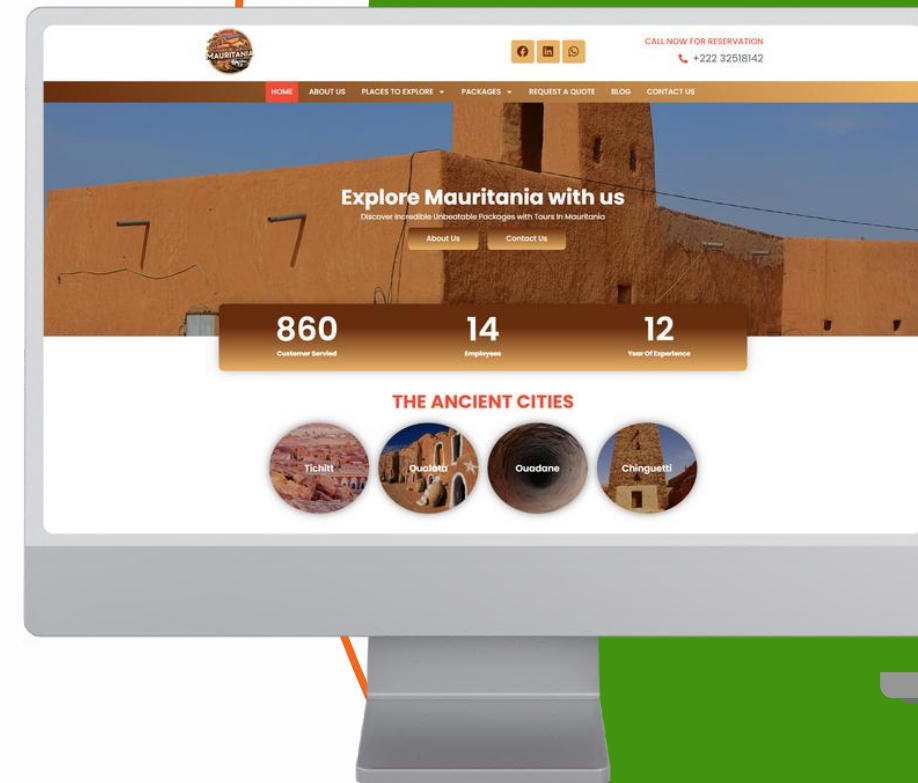 MAURITANIA
CALL NOW FOR RESERVATION
+222 32518142
HOME ABOUT US PLACES TO EXPLORE PACKAGES REQUEST A QUOTE BLOG CONTACT US
Explore Mauritania with us
Discover Incredible Unbeatable Packages with Tours In Mauritania
About Us Contact Us
860 14 12
Customer Servied Employees Year Of Experience
THE ANCIENT CITIES
Tichitt Oualata Ouadane Chinguetti